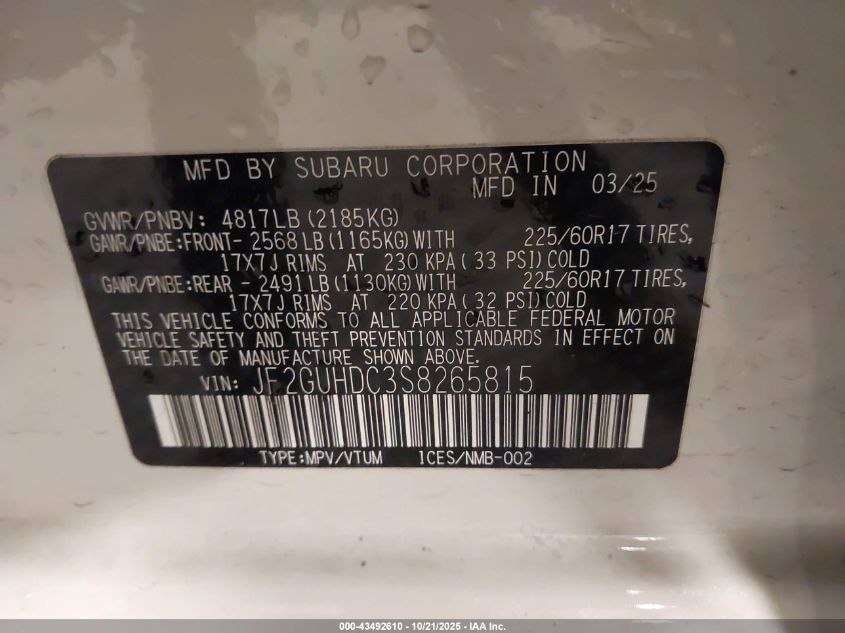 MFD BY SUBARU CORPORATION
MFD IN 03/25
GVWR/PNBV: 4817LB (2185KG)
GAWR/PNBE:FRONT- 2568 LB (1165KG) WITH 225/60R17 TIRES,
17X7J RIMS AT 230 KPA ( 33 PSI) COLD
GAWR/PNBE:REAR - 2491 LB (1130KG) WITH 225/60R17 TIRES,
17X7J RIMS AT 220 KPA ( 32 PSI) COLD
THIS VEHICLE CONFORMS TO ALL APPLICABLE FEDERAL MOTOR
VEHICLE SAFETY AND THEFT PREVENTION STANDARDS IN EFFECT ON
THE DATE OF MANUFACTURE SHOWN ABOVE.
VIN: JF2GUHDC3S8265815
TYPE:MPV/VTUM 1CES/NMB-002
000-43492610 - 10/21/2025 - IAA Inc.